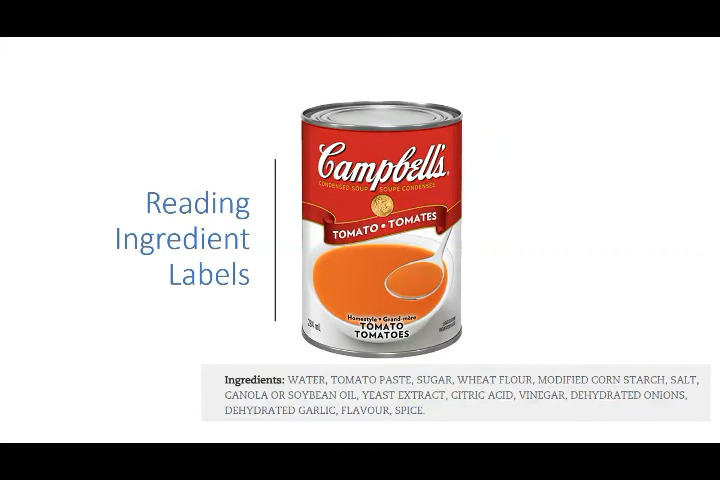 Reading
Ingredient
Labels
Campbell's
CONDENSED SOUP SOUPE CONDENSÉE
TOMATO • TOMATES
Homestyle • Grand-mère
TOMATO
TOMATOES
284 mL
Ingredients: WATER, TOMATO PASTE, SUGAR, WHEAT FLOUR, MODIFIED CORN STARCH, SALT,
CANOLA OR SOYBEAN OIL, YEAST EXTRACT, CITRIC ACID, VINEGAR, DEHYDRATED ONIONS,
DEHYDRATED GARLIC, FLAVOUR, SPICE.